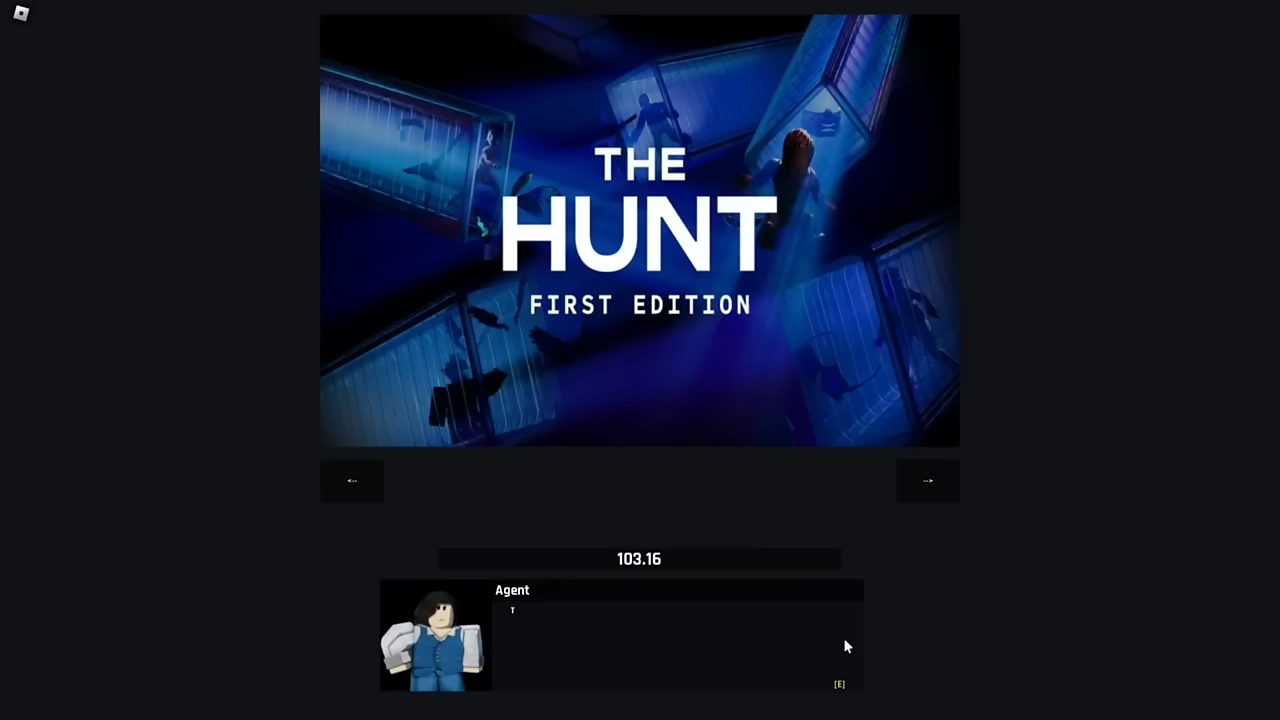 THE
HUNT
FIRST EDITION
<-- -->
103.16
Agent
T
[E]